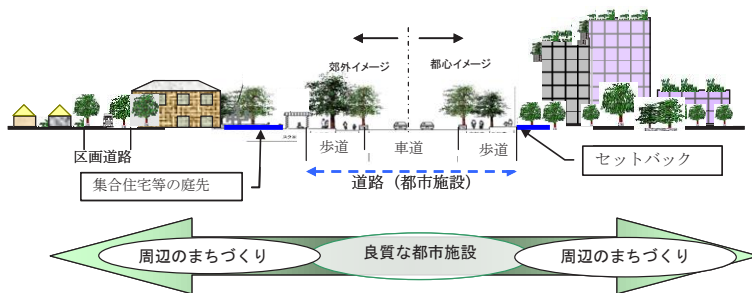 郊外イメージ
都心イメージ
歩道
車道
歩道
区画道路
セットバック
集合住宅等の庭先
道路（都市施設）
周辺のまちづくり
良質な都市施設
周辺のまちづくり